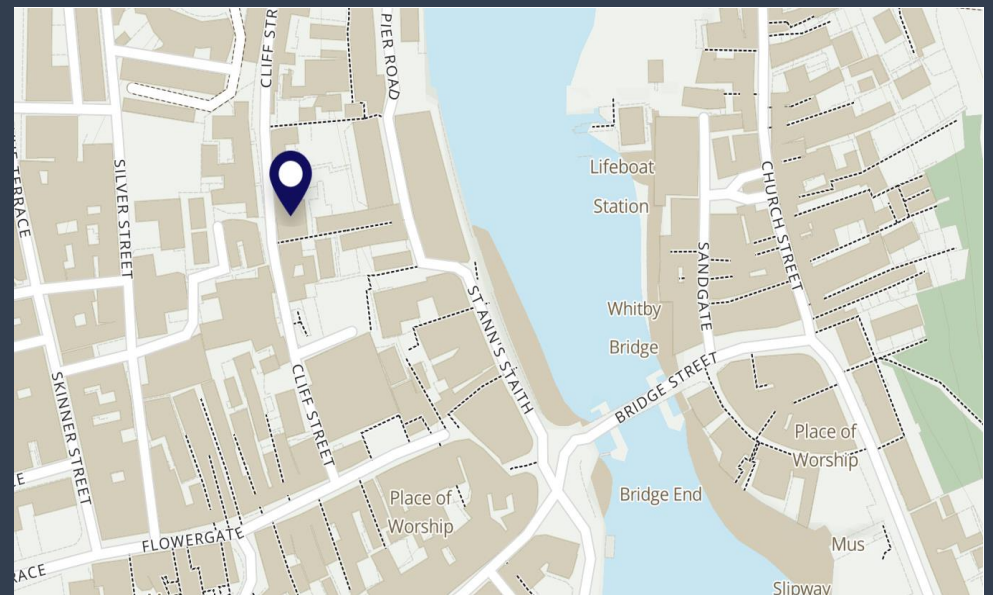 CLIFF STR
PIER ROAD
TERRACE
SILVER STREET
Lifeboat
Station
CHURCH STREET
SANDGATE
Whitby
Bridge
ST ANN'S STAITH
BRIDGE STREET
SKINNER STREET
CLIFF STREET
Place of
Worship
Place of
Worship
Bridge End
FLOWERGATE
Mus
RACE
Slipway